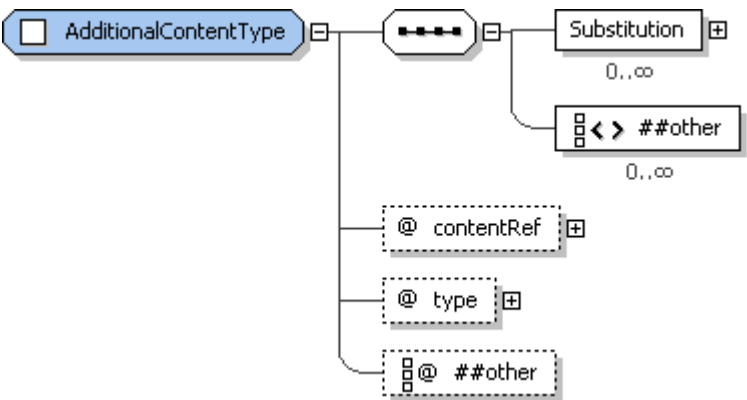 AdditionalContentType
Substitution
0..∞
<> ##other
0..∞
@ contentRef
@ type
@ ##other